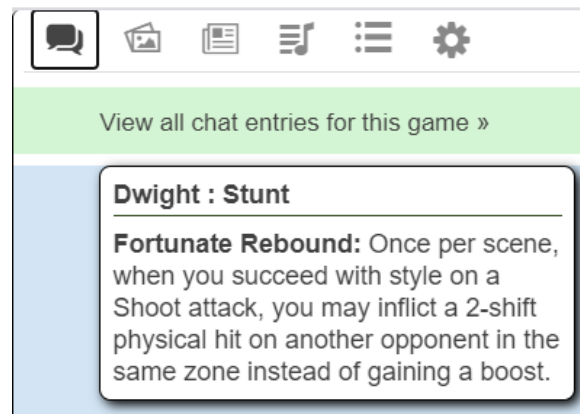 View all chat entries for this game »
Dwight : Stunt
Fortunate Rebound: Once per scene,
when you succeed with style on a
Shoot attack, you may inflict a 2-shift
physical hit on another opponent in the
same zone instead of gaining a boost.